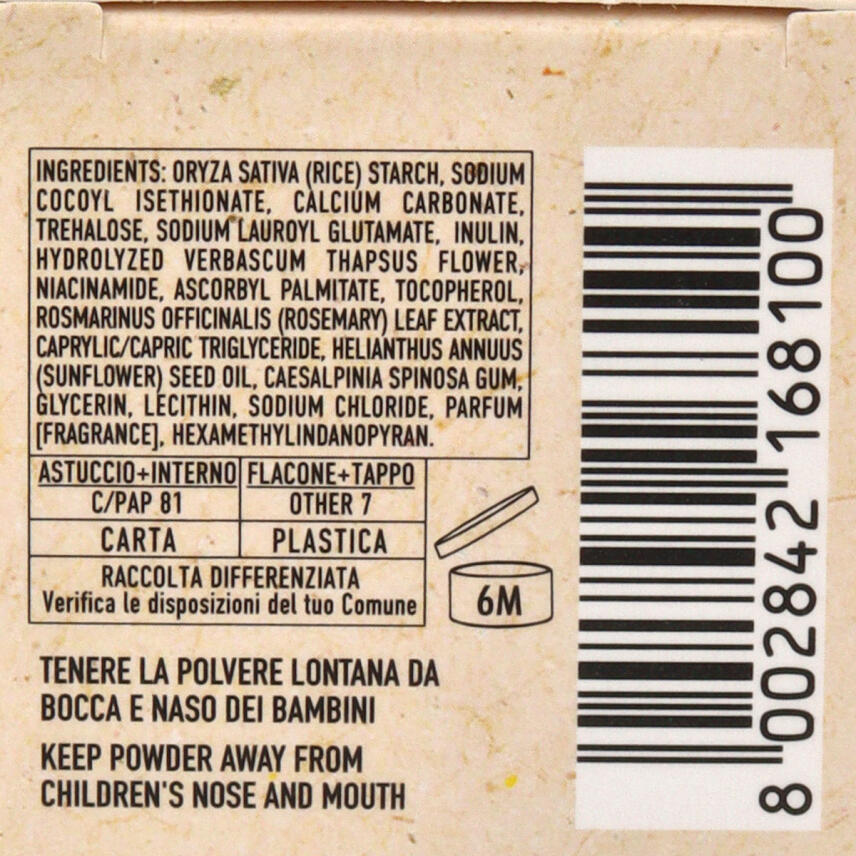 INGREDIENTS: ORYZA SATIVA (RICE) STARCH, SODIUM
COCOYL ISETHIONATE, CALCIUM CARBONATE,
TREHALOSE, SODIUM LAUROYL GLUTAMATE, INULIN,
HYDROLYZED VERBASCUM THAPSUS FLOWER,
NIACINAMIDE, ASCORBYL PALMITATE, TOCOPHEROL,
ROSMARINUS OFFICINALIS (ROSEMARY) LEAF EXTRACT,
CAPRYLIC/CAPRIC TRIGLYCERIDE, HELIANTHUS ANNUUS
(SUNFLOWER) SEED OIL, CAESALPINIA SPINOSA GUM,
GLYCERIN, LECITHIN, SODIUM CHLORIDE, PARFUM
[FRAGRANCE], HEXAMETHYLINDANOPYRAN.
ASTUCCIO+INTERNO FLACONE+TAPPO
C/PAP 81 OTHER 7
CARTA PLASTICA
RACCOLTA DIFFERENZIATA
Verifica le disposizioni del tuo Comune
6M
TENERE LA POLVERE LONTANA DA
BOCCA E NASO DEI BAMBINI
KEEP POWDER AWAY FROM
CHILDREN'S NOSE AND MOUTH
8 002842 168100